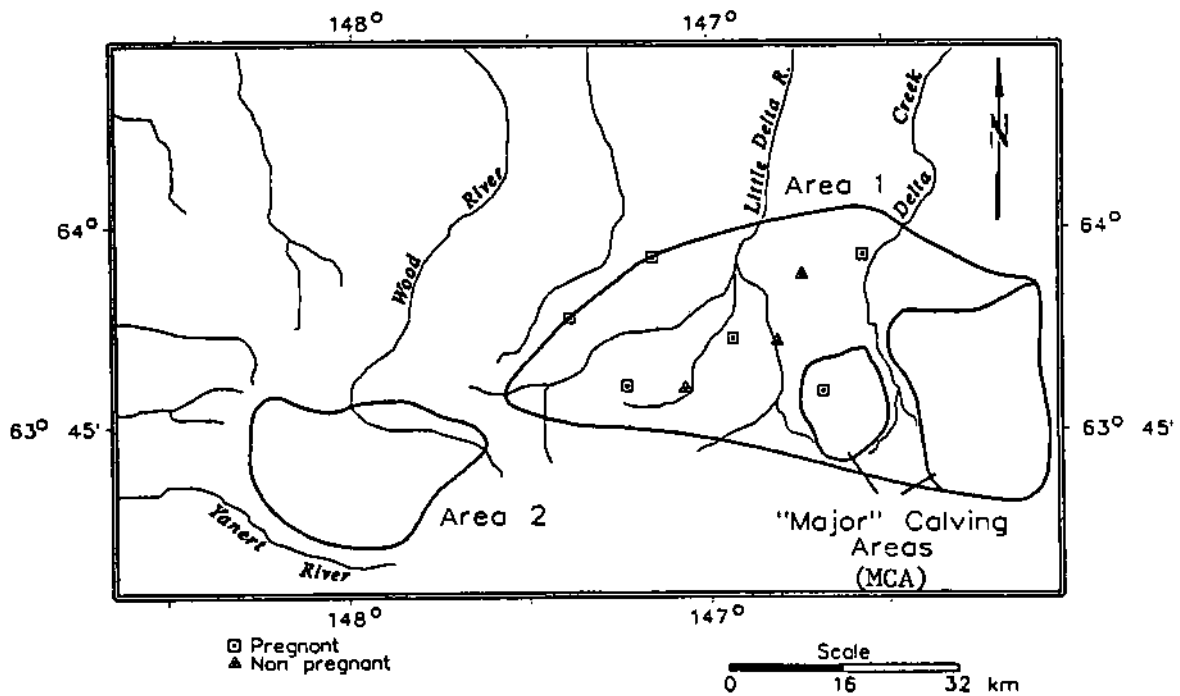 148° 147°
Creek
Little Delta R.
N
Area 1
River
Delta
64° 64°
Wood
63° 45' 63° 45'
Area 2
"Major" Calving
Areas
(MCA)
Yanert
River
148° 147°
Pregnont
Non pregnant
Scale
0 16 32 km